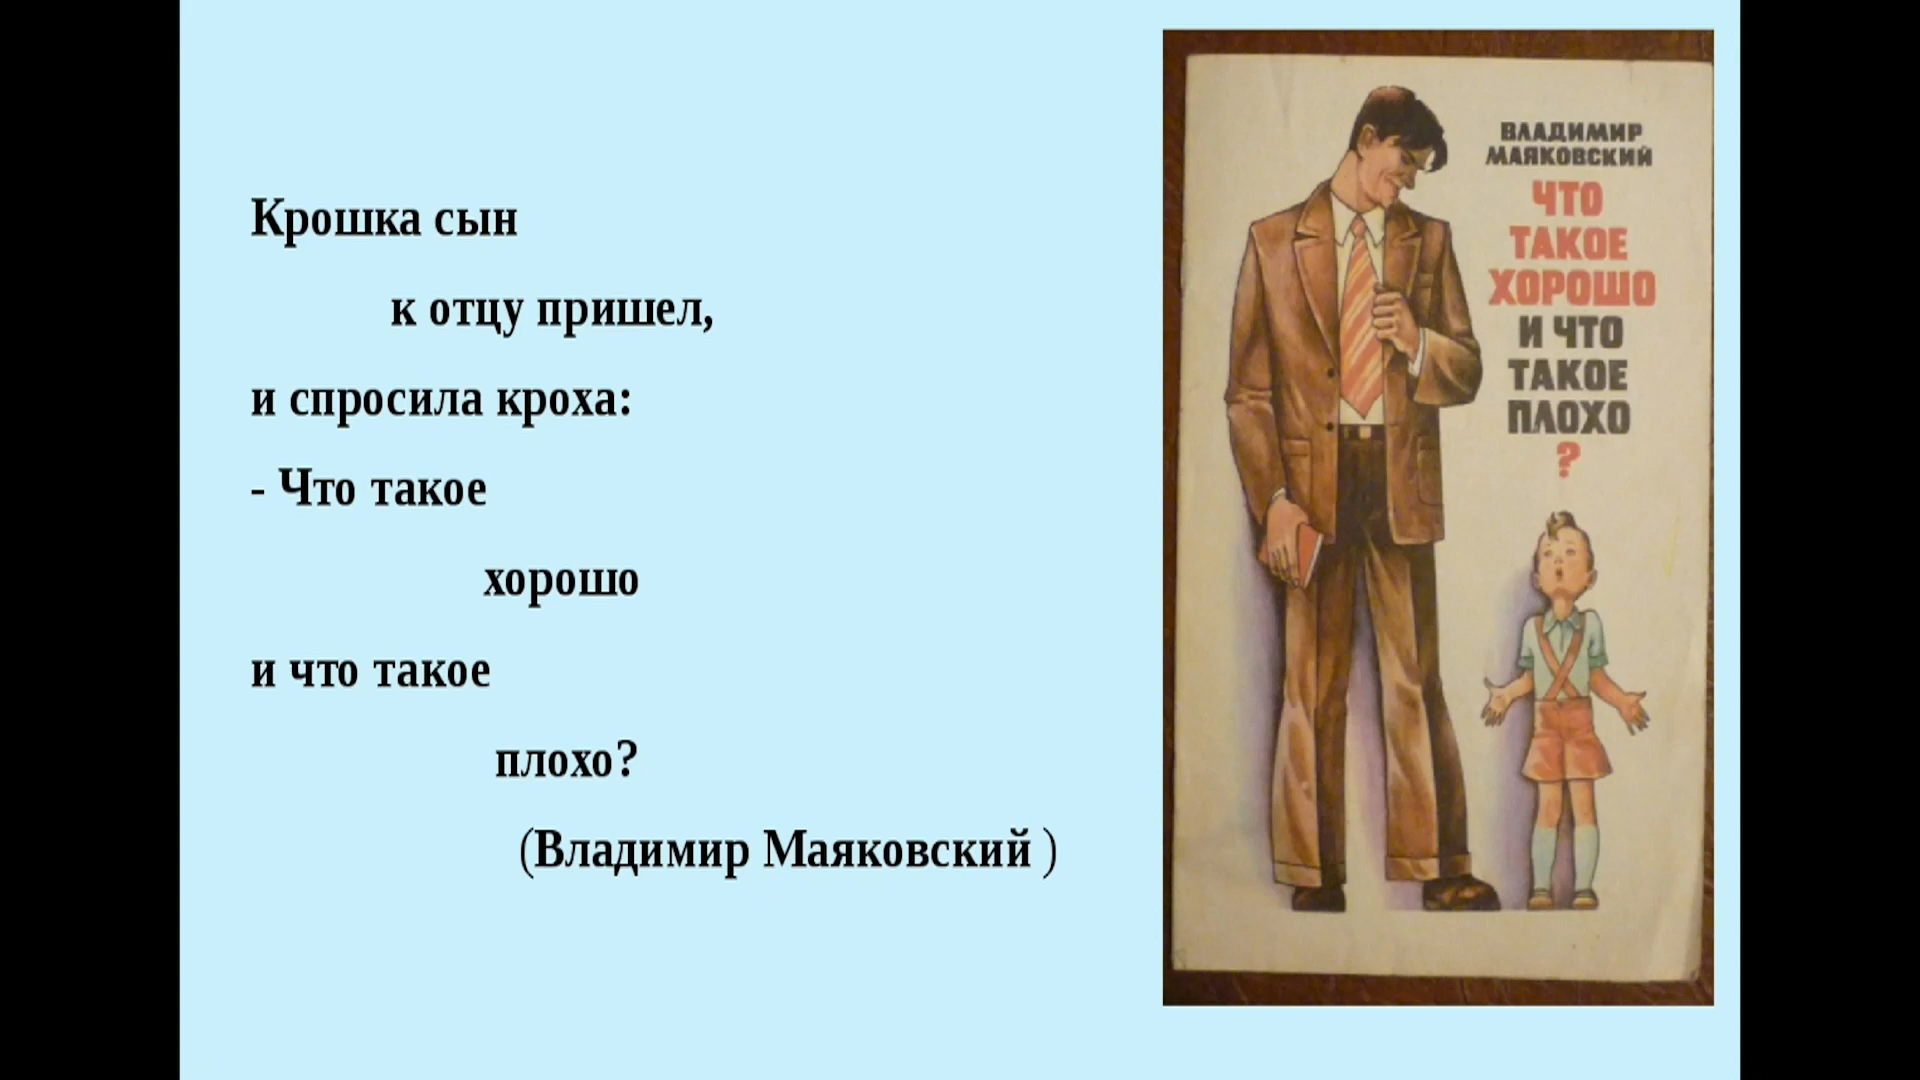 Крошка сын
к отцу пришел,
и спросила кроха:
- Что такое
хорошо
и что такое
плохо?
(Владимир Маяковский )
ВЛАДИМИР
МАЯКОВСКИЙ
ЧТО
ТАКОЕ
ХОРОШО
И ЧТО
ТАКОЕ
ПЛОХО
?